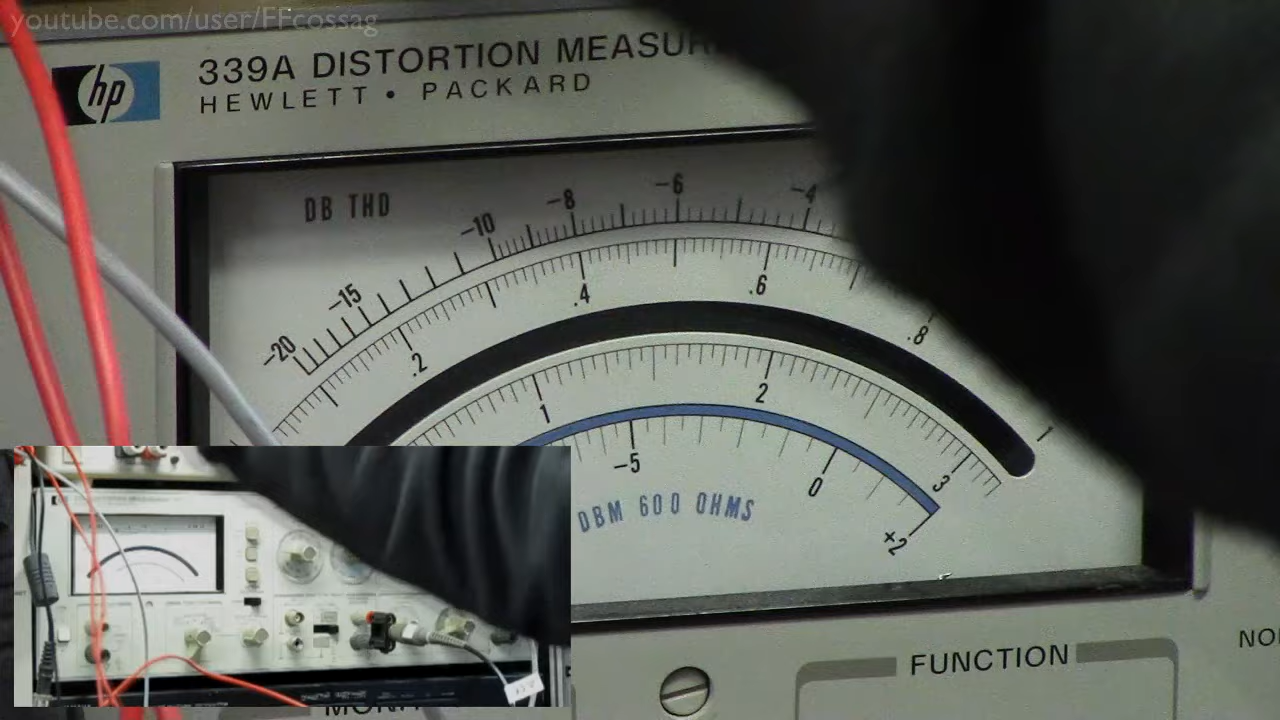 youtube.com/user/FFcossag
hp
339A DISTORTION MEASUR
HEWLETT • PACKARD
DB THD
-20 -15 -10 -8 -6 -4
.2 .4 .6 .8 1
1 2 3
-5 0 +2
DBM 600 OHMS
FUNCTION